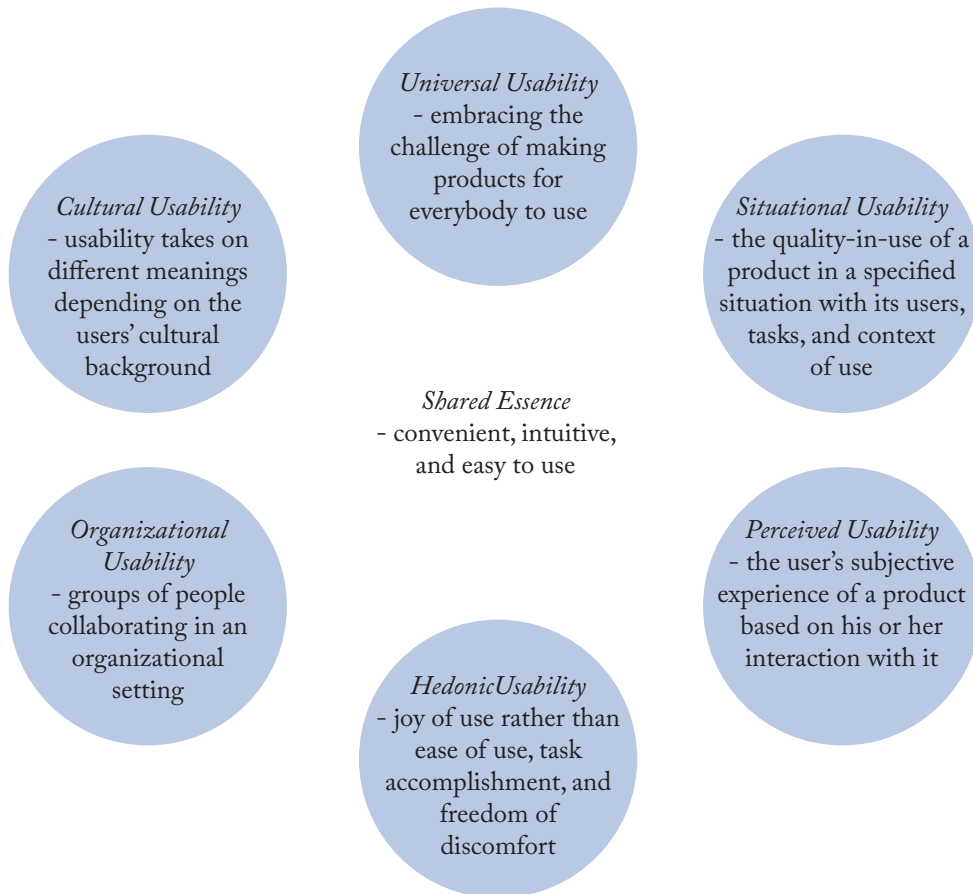 Universal Usability
- embracing the
challenge of making
products for
everybody to use
Cultural Usability
- usability takes on
different meanings
depending on the
users’ cultural
background
Situational Usability
- the quality-in-use of a
product in a specified
situation with its users,
tasks, and context
of use
Shared Essence
- convenient, intuitive,
and easy to use
Organizational
Usability
- groups of people
collaborating in an
organizational
setting
Perceived Usability
- the user’s subjective
experience of a product
based on his or her
interaction with it
HedonicUsability
- joy of use rather than
ease of use, task
accomplishment, and
freedom of
discomfort